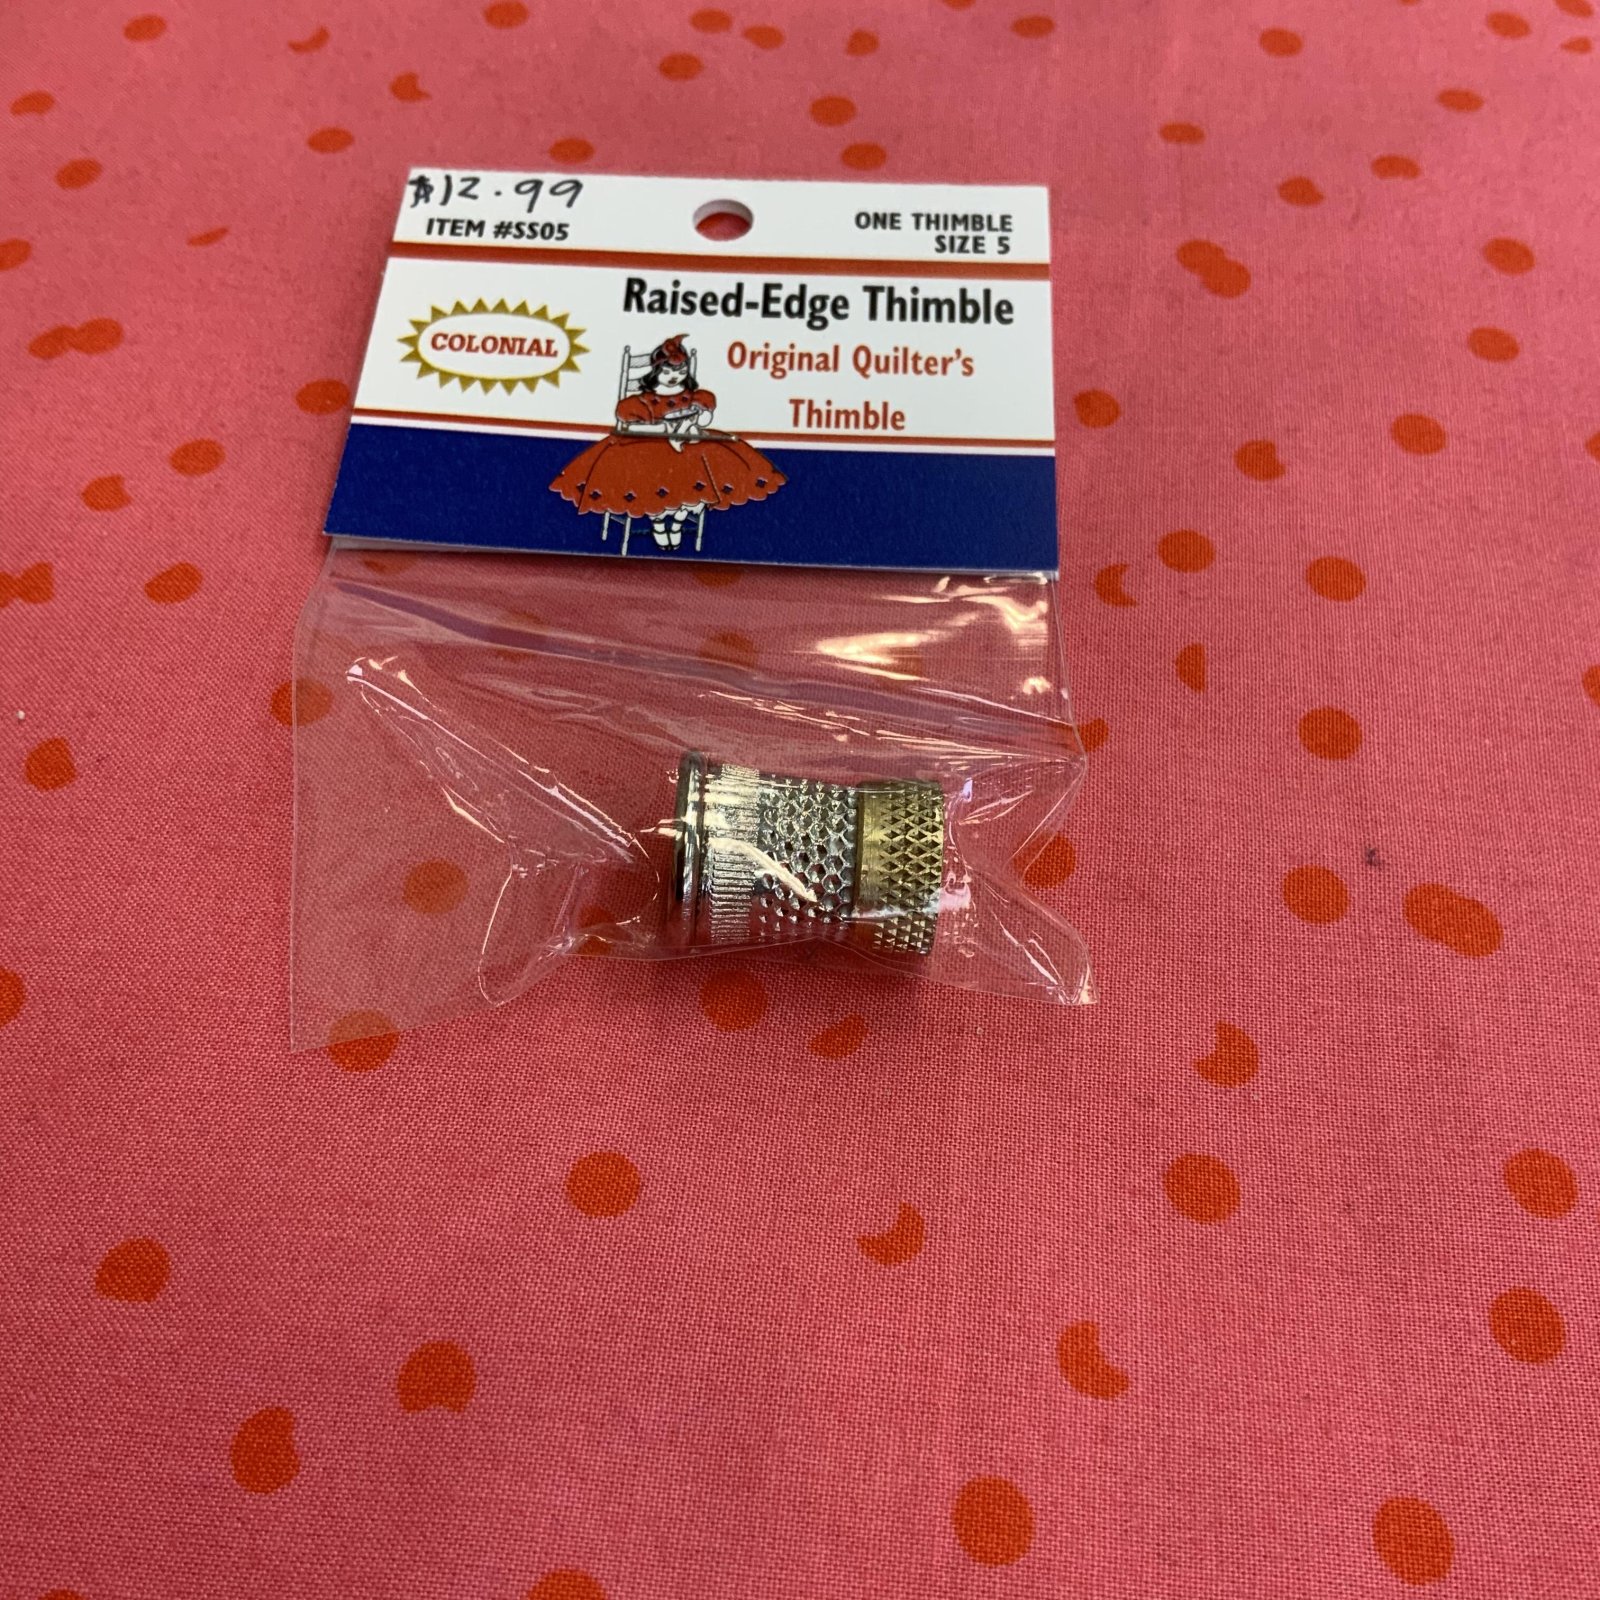 $12.99
ITEM #SS05
ONE THIMBLE
SIZE 5
Raised-Edge Thimble
COLONIAL
Original Quilter's
Thimble